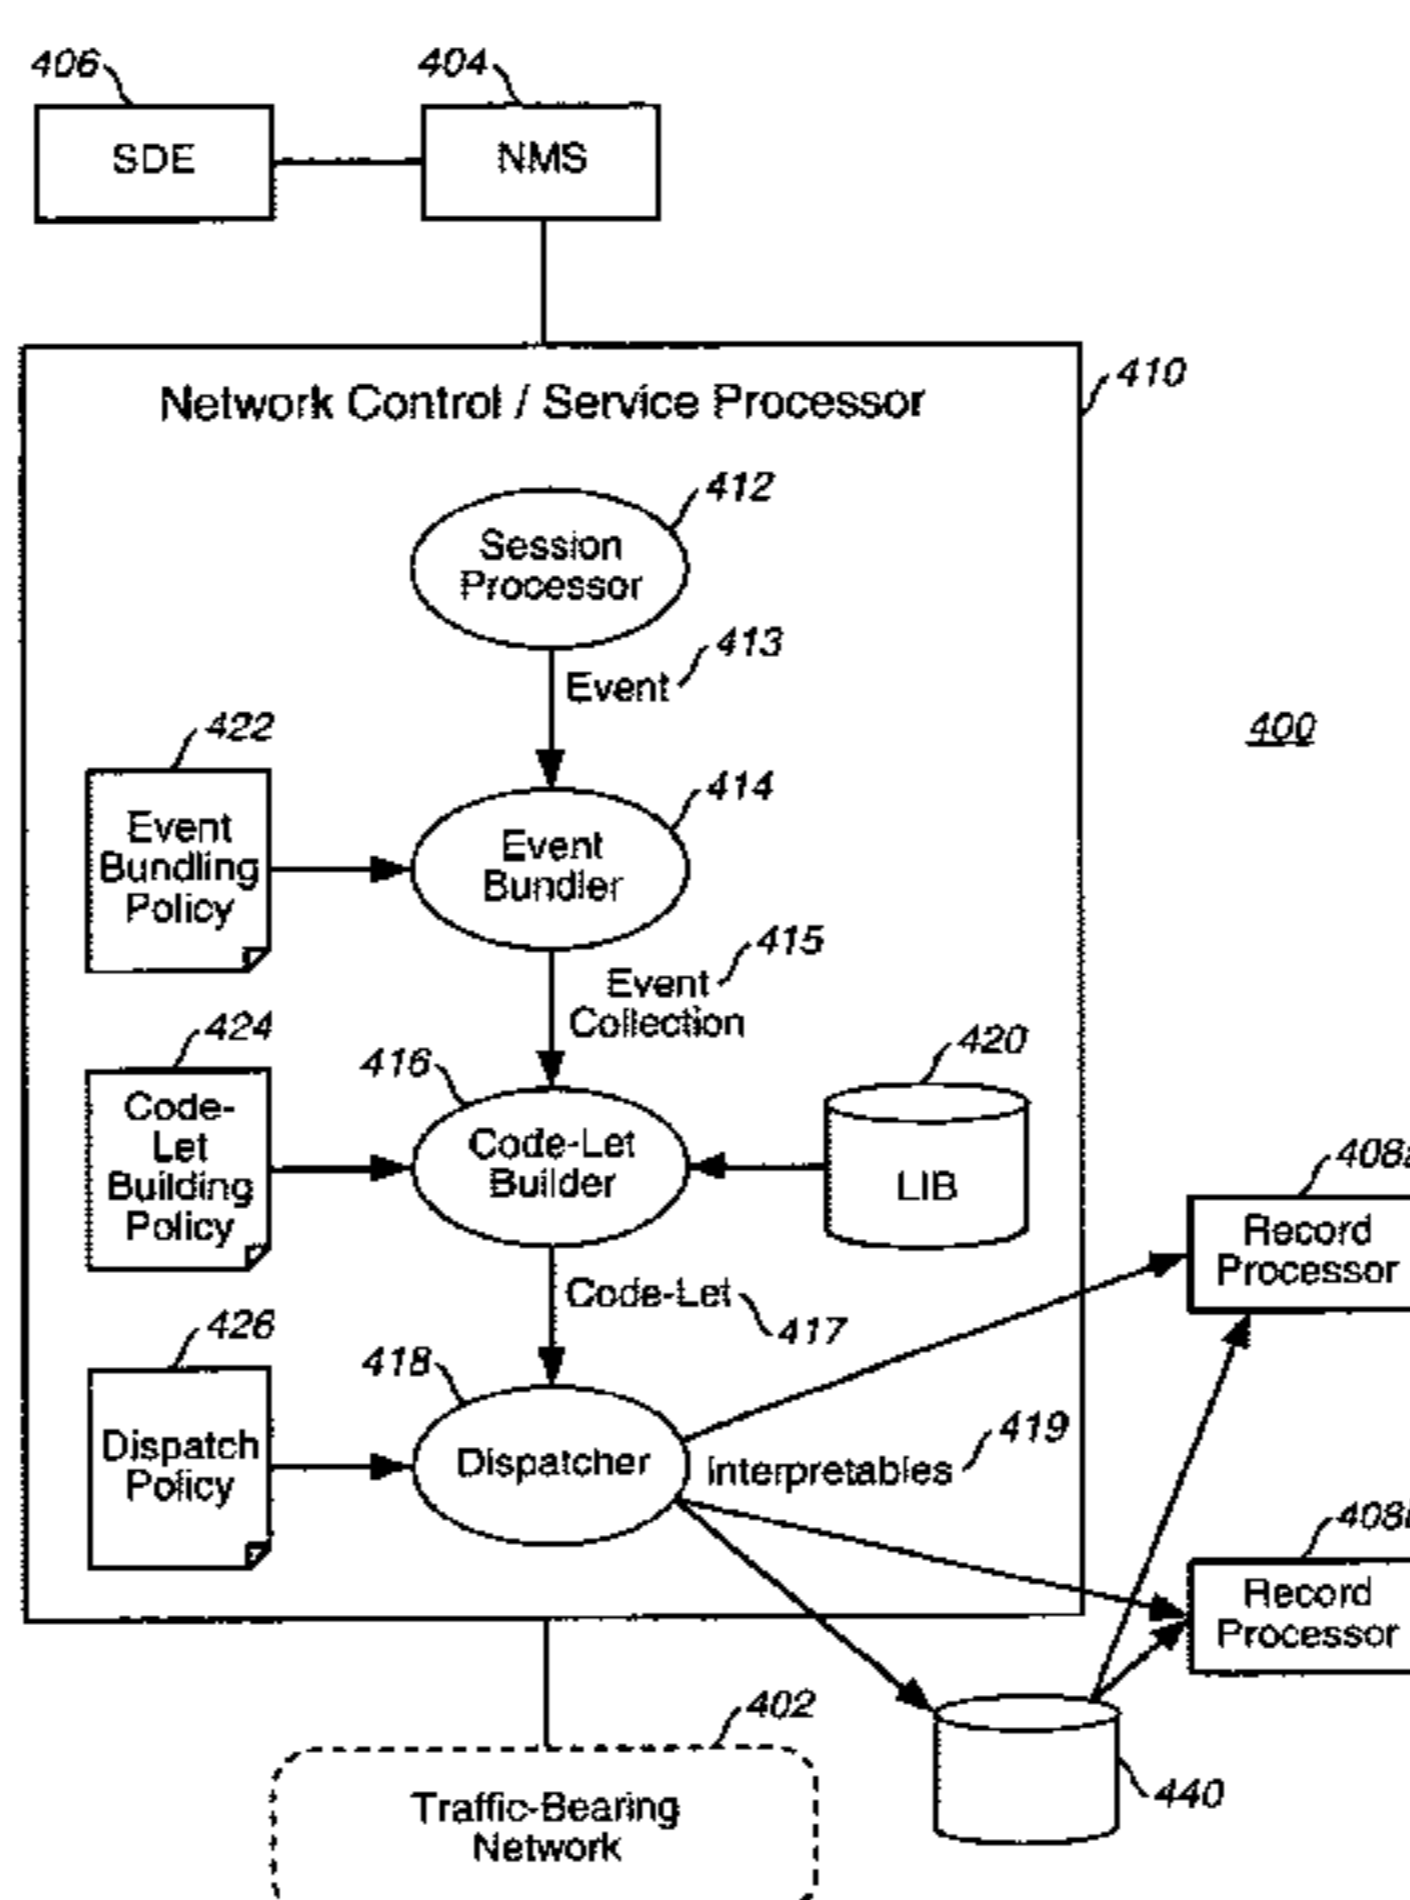 406
404
SDE
NMS
410
Network Control / Service Processor
412
Session
Processor
413
Event
400
422
414
Event
Bundling
Policy
Event
Bundler
415
Event
Collection
424
416
420
Code-
Let
Building
Policy
Code-Let
Builder
LIB
408a
Record
Processor
Code-Let
417
426
418
Dispatch
Policy
Dispatcher
Interpretables
419
408b
Record
Processor
402
Traffic-Bearing
Network
440